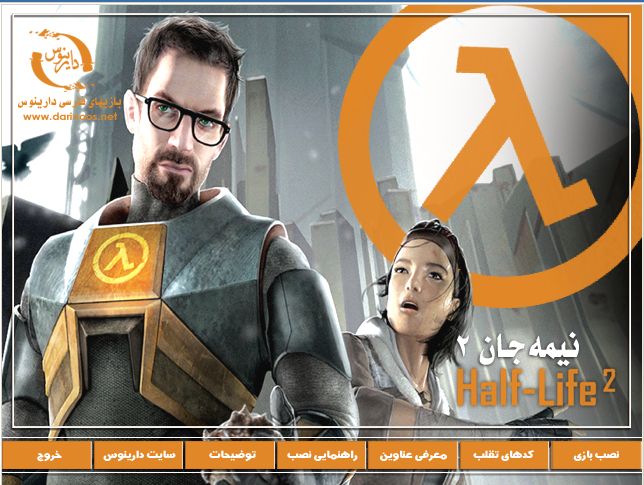 دارینوس
بازیهای فارسی دارینوس
www.darinoos.net
نیمه جان ۲
Half-Life 2
نصب بازی
کدهای تقلب
معرفی عناوین
راهنمایی نصب
توضیحات
سایت دارینوس
خروج